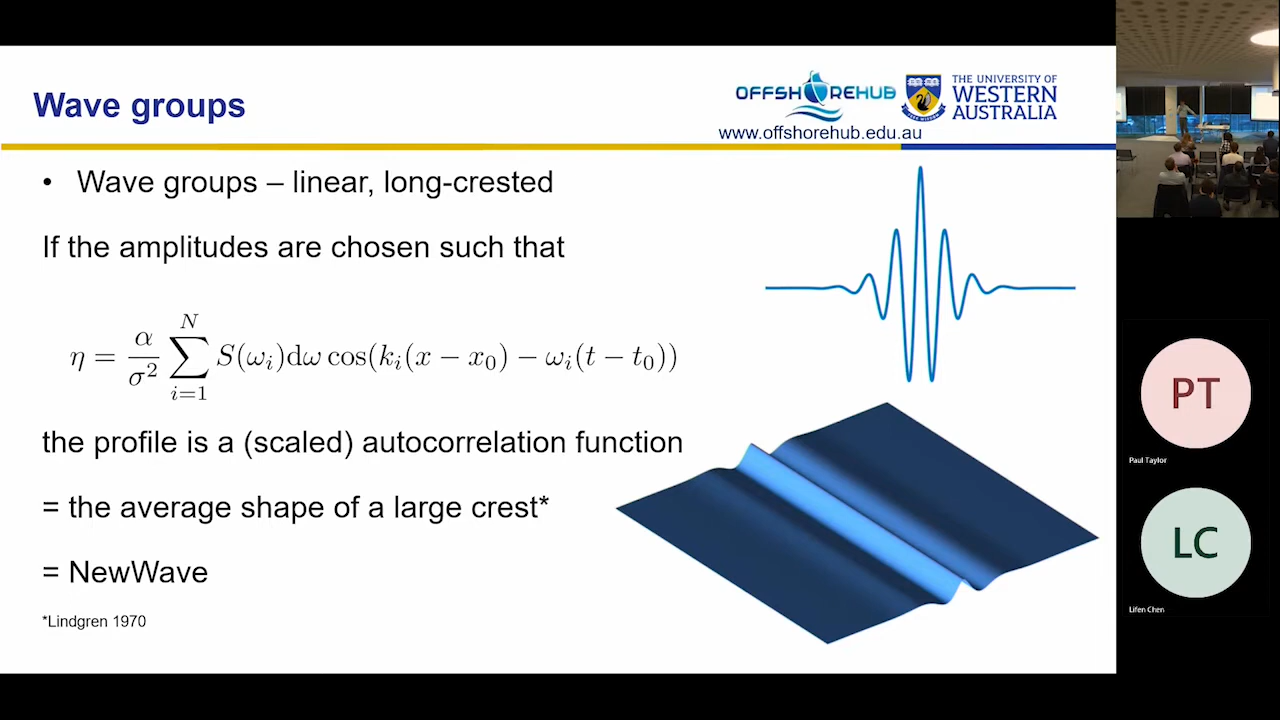 Wave groups
OFFSHOREHUB
www.offshorehub.edu.au
THE UNIVERSITY OF
WESTERN
AUSTRALIA
• Wave groups – linear, long-crested
If the amplitudes are chosen such that
η = α/σ² ∑_{i=1}^{N} S(ω_i)dω cos(k_i(x − x_0) − ω_i(t − t_0))
the profile is a (scaled) autocorrelation function
= the average shape of a large crest*
= NewWave
*Lindgren 1970
PT
Paul Taylor
LC
Lifen Chen